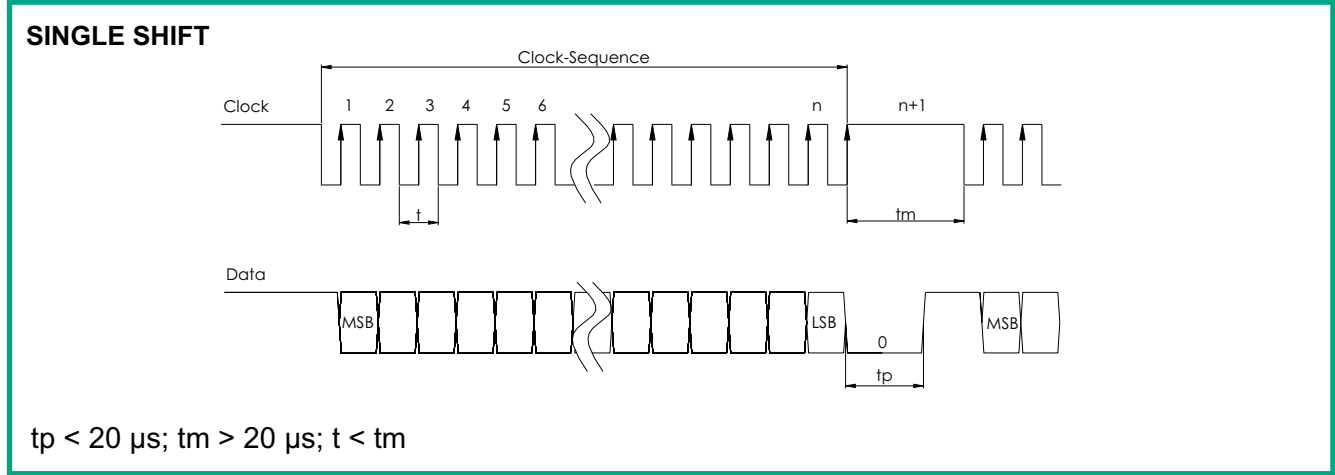 SINGLE SHIFT
Clock-Sequence
Clock 1 2 3 4 5 6 n n+1
t tm
Data
MSB LSB MSB
0
tp
tp < 20 µs; tm > 20 µs; t < tm